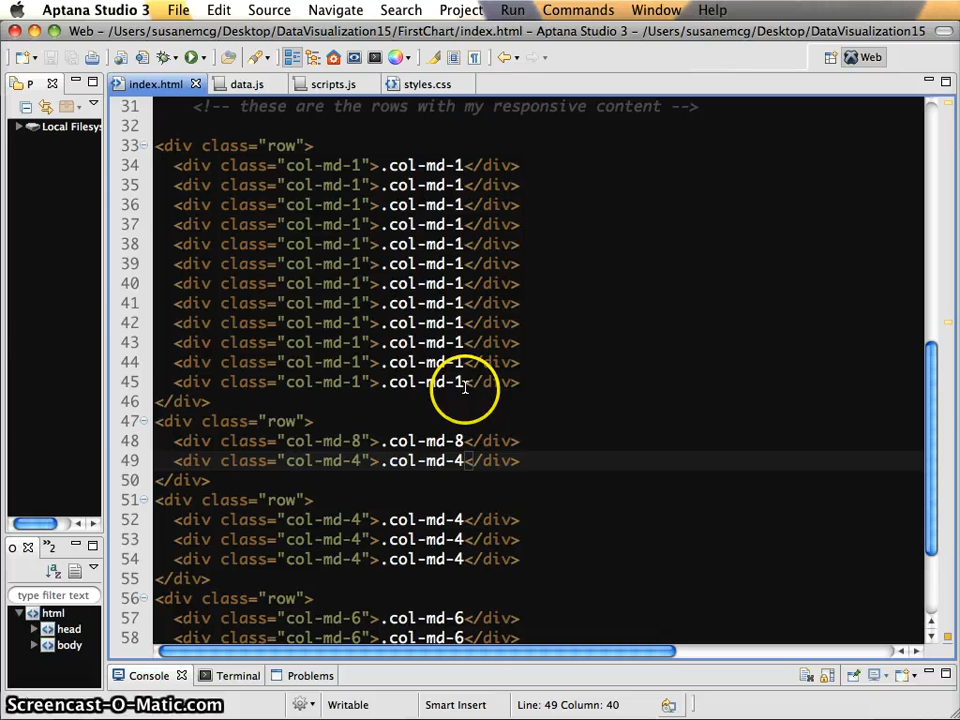 Aptana Studio 3 File Edit Source Navigate Search Project Run Commands Window Help
Web - /Users/susanemcg/Desktop/DataVisualization15/FirstChart/index.html - Aptana Studio 3 - /Users/susanemcg/Desktop/DataVisualization15
Web
P index.html data.js scripts.js styles.css
Local Filesys
31 <!-- these are the rows with my responsive content -->
32
33 <div class="row">
34 <div class="col-md-1">.col-md-1</div>
35 <div class="col-md-1">.col-md-1</div>
36 <div class="col-md-1">.col-md-1</div>
37 <div class="col-md-1">.col-md-1</div>
38 <div class="col-md-1">.col-md-1</div>
39 <div class="col-md-1">.col-md-1</div>
40 <div class="col-md-1">.col-md-1</div>
41 <div class="col-md-1">.col-md-1</div>
42 <div class="col-md-1">.col-md-1</div>
43 <div class="col-md-1">.col-md-1</div>
44 <div class="col-md-1">.col-md-1</div>
45 <div class="col-md-1">.col-md-1</div>
46 </div>
47 <div class="row">
48 <div class="col-md-8">.col-md-8</div>
49 <div class="col-md-4">.col-md-4</div>
50 </div>
51 <div class="row">
52 <div class="col-md-4">.col-md-4</div>
53 <div class="col-md-4">.col-md-4</div>
54 <div class="col-md-4">.col-md-4</div>
55 </div>
56 <div class="row">
57 <div class="col-md-6">.col-md-6</div>
58 <div class="col-md-6">.col-md-6</div>
O »2
type filter text
html
head
body
Console Terminal Problems
Writable Smart Insert Line: 49 Column: 40
Screencast-O-Matic.com